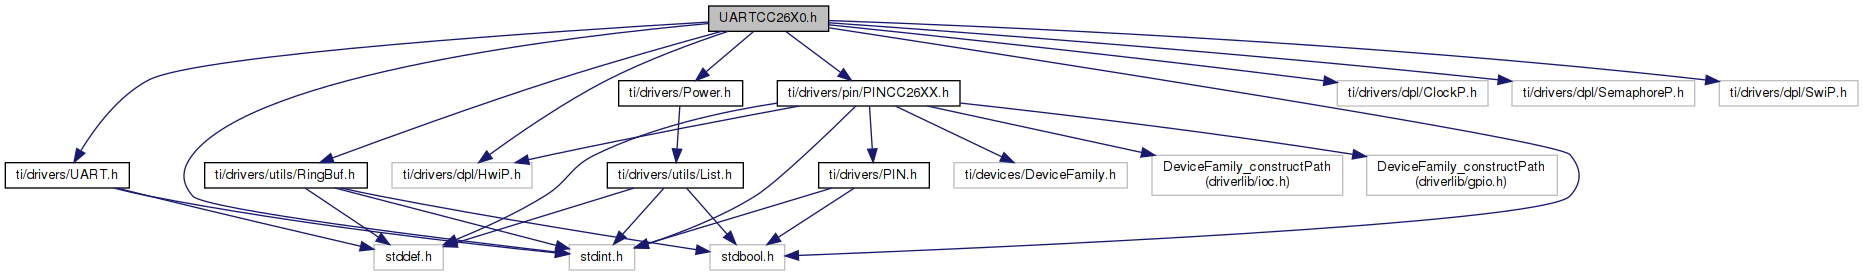 UARTCC26X0.h
ti/drivers/Power.h
ti/drivers/pin/PINCC26XX.h
ti/drivers/dpl/ClockP.h
ti/drivers/dpl/SemaphoreP.h
ti/drivers/dpl/SwiP.h
ti/drivers/UART.h
ti/drivers/utils/RingBuf.h
ti/drivers/dpl/HwiP.h
ti/drivers/utils/List.h
ti/drivers/PIN.h
ti/devices/DeviceFamily.h
DeviceFamily_constructPath
(driverlib/ioc.h)
DeviceFamily_constructPath
(driverlib/gpio.h)
stddef.h
stdint.h
stdbool.h